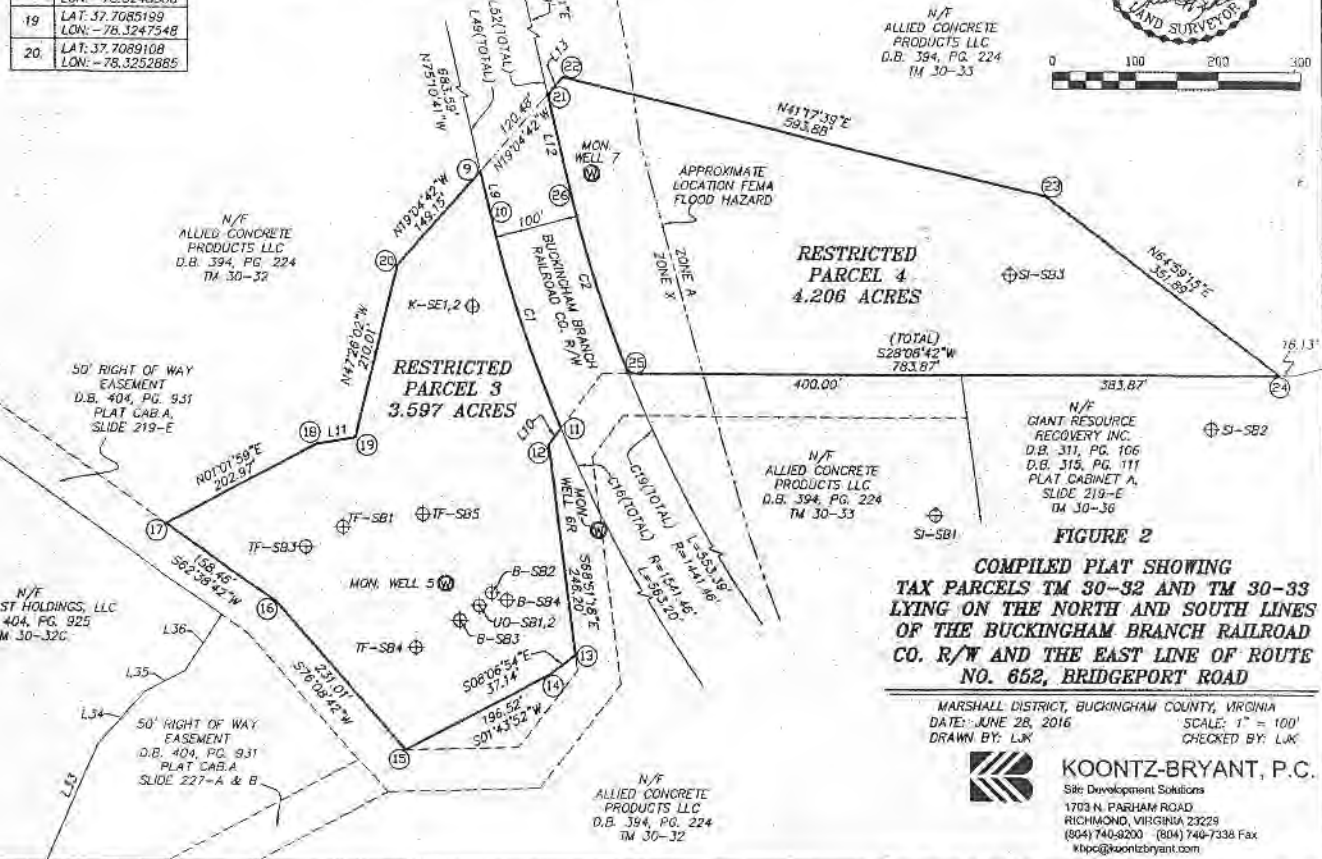 19
LAT: 37.7085199
LON: -78.3247548
20
LAT: 37.7089108
LON: -78.3252885
L52(TOTAL)
L49(TOTAL)
683.59'
N75°10'41"W
L13
22
21
120.48'
N19°04'42"W
N/F
ALLIED CONCRETE
PRODUCTS LLC
D.B. 394, PG. 224
TM 30-33
LAND SURVEYOR
0
100
200
300
N41°17'39"E
593.88'
9
L9
10
L12
26
100'
MON.
WELL 7
W
APPROXIMATE
LOCATION FEMA
FLOOD HAZARD
23
N64°59'15"E
351.89'
N/F
ALLIED CONCRETE
PRODUCTS LLC
D.B. 394, PG. 224
TM 30-32
N19°04'42"W
149.15'
20
BUCKINGHAM BRANCH
RAILROAD CO. R/W
C2
C1
ZONE A
ZONE X
RESTRICTED
PARCEL 4
4.206 ACRES
SI-SB3
K-SE1,2
(TOTAL)
S28°06'42"W
783.87'
25
400.00'
383.87'
16.13'
24
50' RIGHT OF WAY
EASEMENT
D.B. 404, PG. 931
PLAT CAB.A,
SLIDE 219-E
N47°26'02"W
210.01'
RESTRICTED
PARCEL 3
3.597 ACRES
18
L11
19
L10
11
12
N01°01'59"E
202.97'
N/F
GIANT RESOURCE
RECOVERY INC.
D.B. 311, PG. 106
D.B. 315, PG. 111
PLAT CABINET A,
SLIDE 219-E
TM 30-36
SI-SB2
N/F
ALLIED CONCRETE
PRODUCTS LLC
D.B. 394, PG. 224
TM 30-33
SI-SB1
C19(TOTAL)
R=1441.46'
L=553.39'
C16(TOTAL)
R=1541.46'
L=563.20'
MON.
WELL 6R
W
17
TF-SB1
TF-SB5
TF-SB3
158.46'
S62°58'42"W
16
MON. WELL 5
W
B-SB2
B-SB4
UO-SB1,2
B-SB3
TF-SB4
S68°51'18"E
246.20'
S08°06'54"E
37.14'
13
14
196.52'
S01°43'52"W
15
231.01'
S76°08'42"W
N/F
ST HOLDINGS, LLC
404, PG. 925
M 30-32C
L36
L35
L34
L33
50' RIGHT OF WAY
EASEMENT
D.B. 404, PG. 931
PLAT CAB.A
SLIDE 227-A & B
N/F
ALLIED CONCRETE
PRODUCTS LLC
D.B. 394, PG. 224
TM 30-32
FIGURE 2
COMPILED PLAT SHOWING
TAX PARCELS TM 30-32 AND TM 30-33
LYING ON THE NORTH AND SOUTH LINES
OF THE BUCKINGHAM BRANCH RAILROAD
CO. R/W AND THE EAST LINE OF ROUTE
NO. 652, BRIDGEPORT ROAD
MARSHALL DISTRICT, BUCKINGHAM COUNTY, VIRGINIA
DATE: JUNE 28, 2016 SCALE: 1" = 100'
DRAWN BY: LJK CHECKED BY: LJK
KOONTZ-BRYANT, P.C.
Site Development Solutions
1703 N. PARHAM ROAD
RICHMOND, VIRGINIA 23229
(804) 740-9200 (804) 740-7338 Fax
kbpc@koontzbryant.com